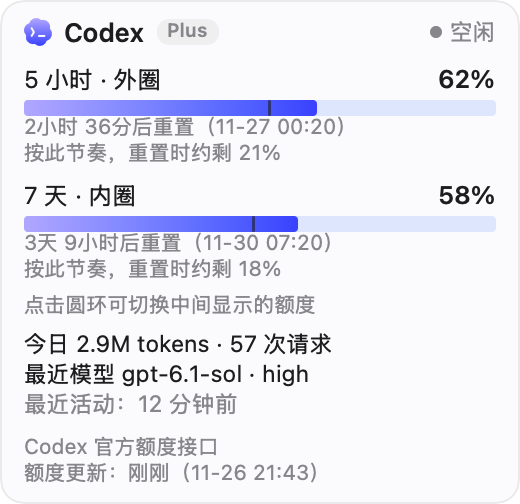 Codex Plus 空闲
5 小时 · 外圈 62%
2小时 36分后重置（11-27 00:20）
按此节奏，重置时约剩 21%
7 天 · 内圈 58%
3天 9小时后重置（11-30 07:20）
按此节奏，重置时约剩 18%
点击圆环可切换中间显示的额度
今日 2.9M tokens · 57 次请求
最近模型 gpt-6.1-sol · high
最近活动：12 分钟前
Codex 官方额度接口
额度更新：刚刚（11-26 21:43）